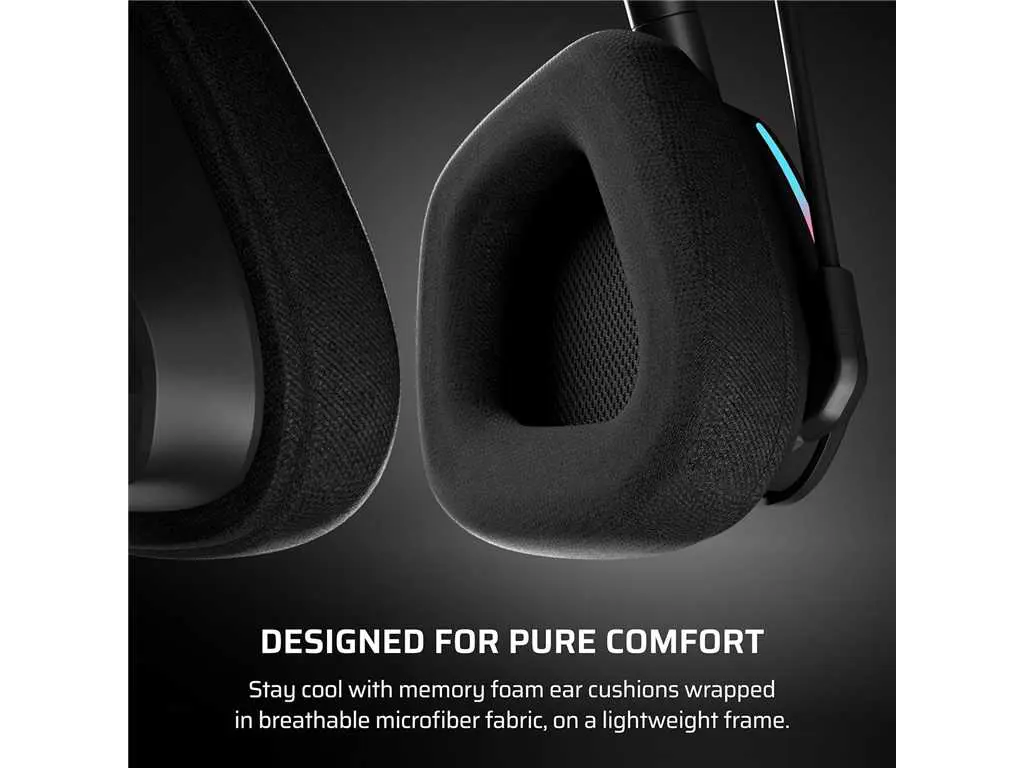 DESIGNED FOR PURE COMFORT
Stay cool with memory foam ear cushions wrapped
in breathable microfiber fabric, on a lightweight frame.